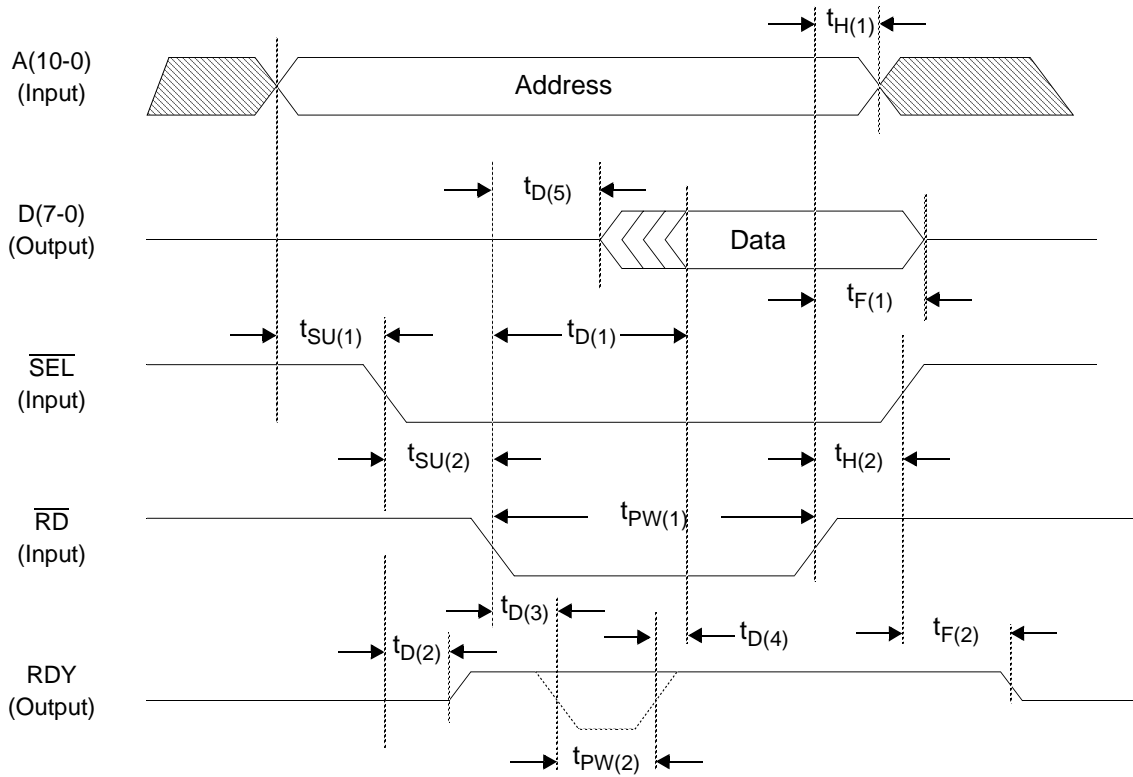 tH(1)
A(10-0)
(Input)
Address
tD(5)
D(7-0)
(Output)
Data
tF(1)
tSU(1)
tD(1)
SEL
(Input)
tSU(2)
tH(2)
RD
(Input)
tPW(1)
tD(3)
tD(4)
tF(2)
tD(2)
RDY
(Output)
tPW(2)